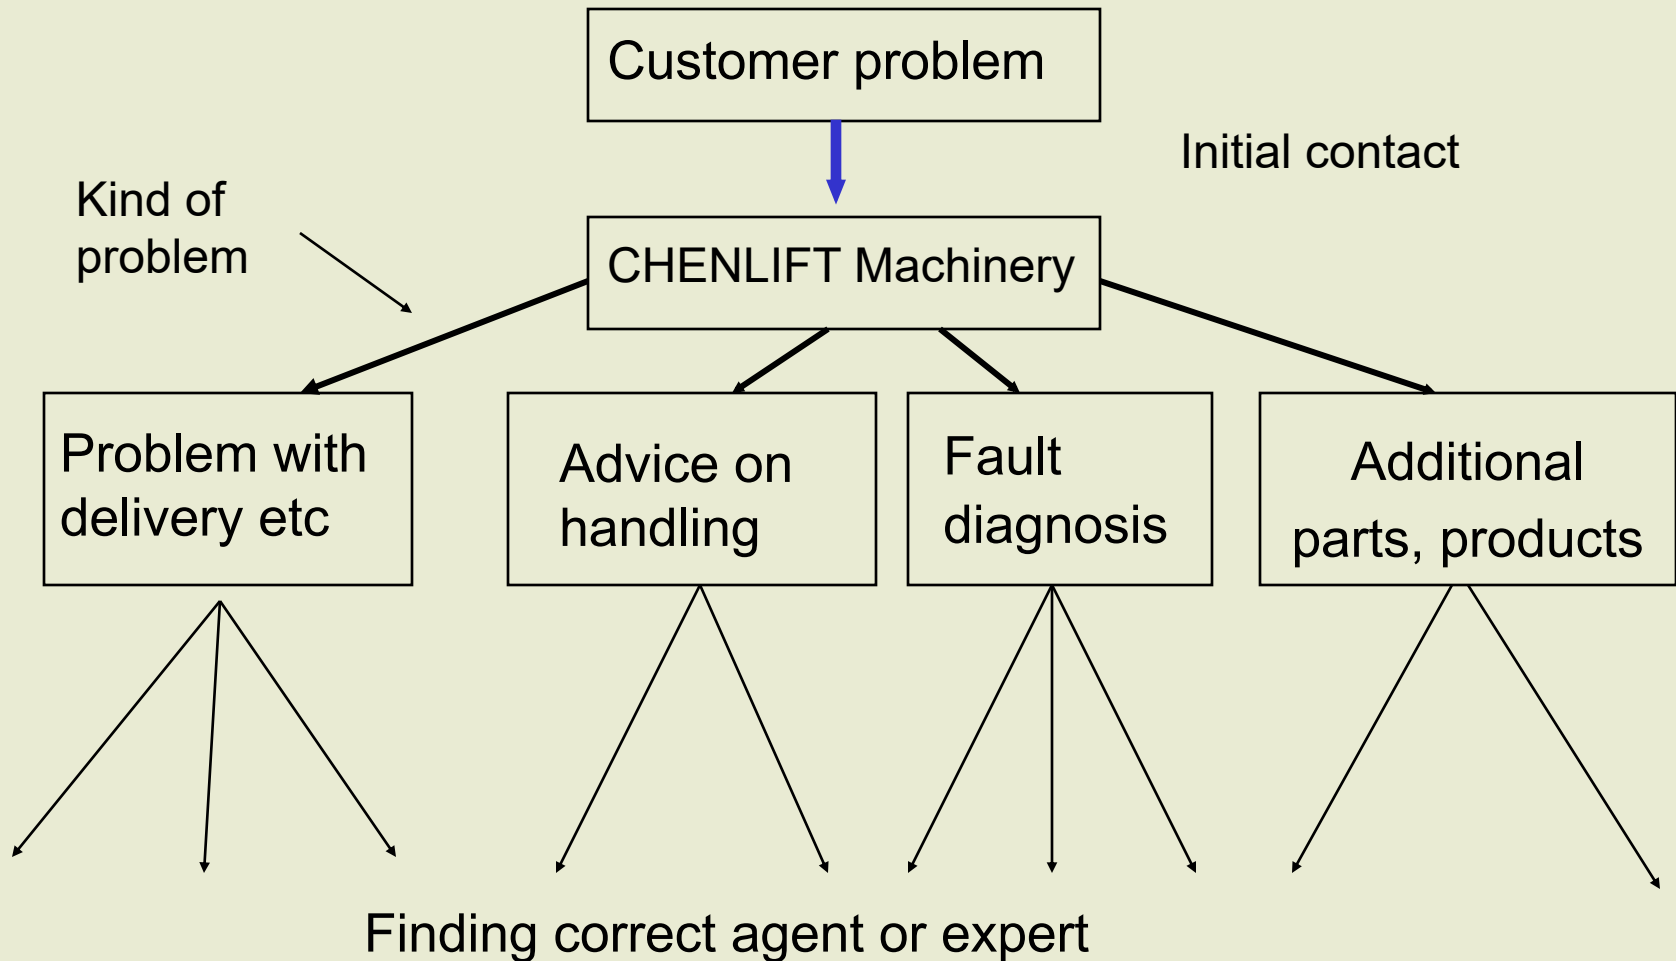 Customer problem
Initial contact
Kind of
problem
CHENLIFT Machinery
Problem with
delivery etc
Advice on
handling
Fault
diagnosis
Additional
parts, products
Finding correct agent or expert